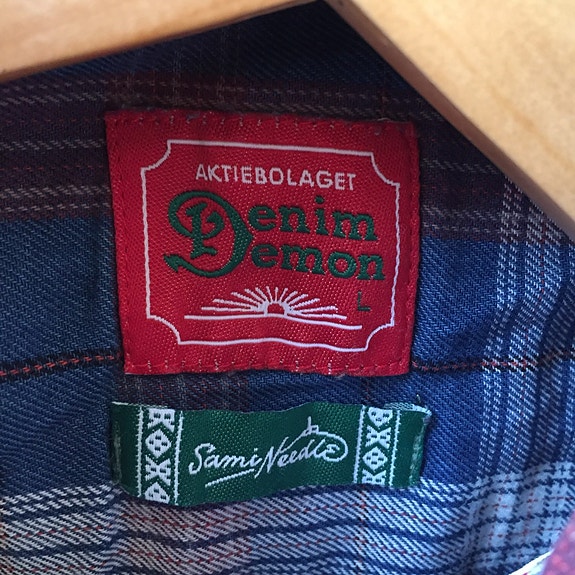 AKTIEBOLAGET
Denim
Demon
L
Sami Needle